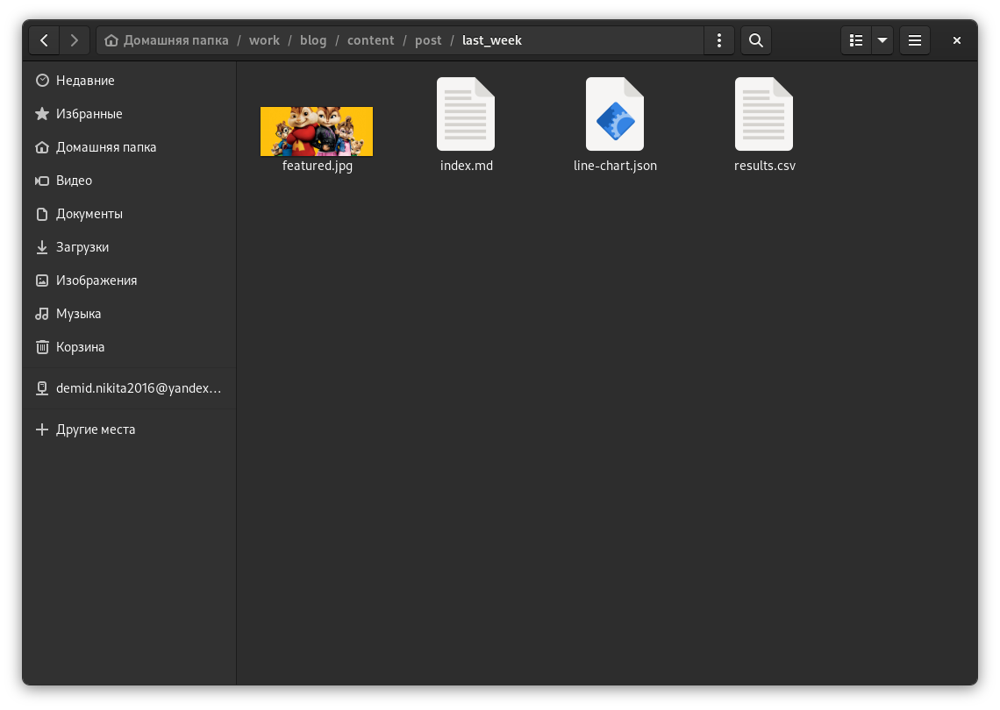 Домашняя папка / work / blog / content / post / last_week
Недавние
Избранные
Домашняя папка
Видео
Документы
Загрузки
Изображения
Музыка
Корзина
demid.nikita2016@yandex…
Другие места
featured.jpg
index.md
line-chart.json
results.csv